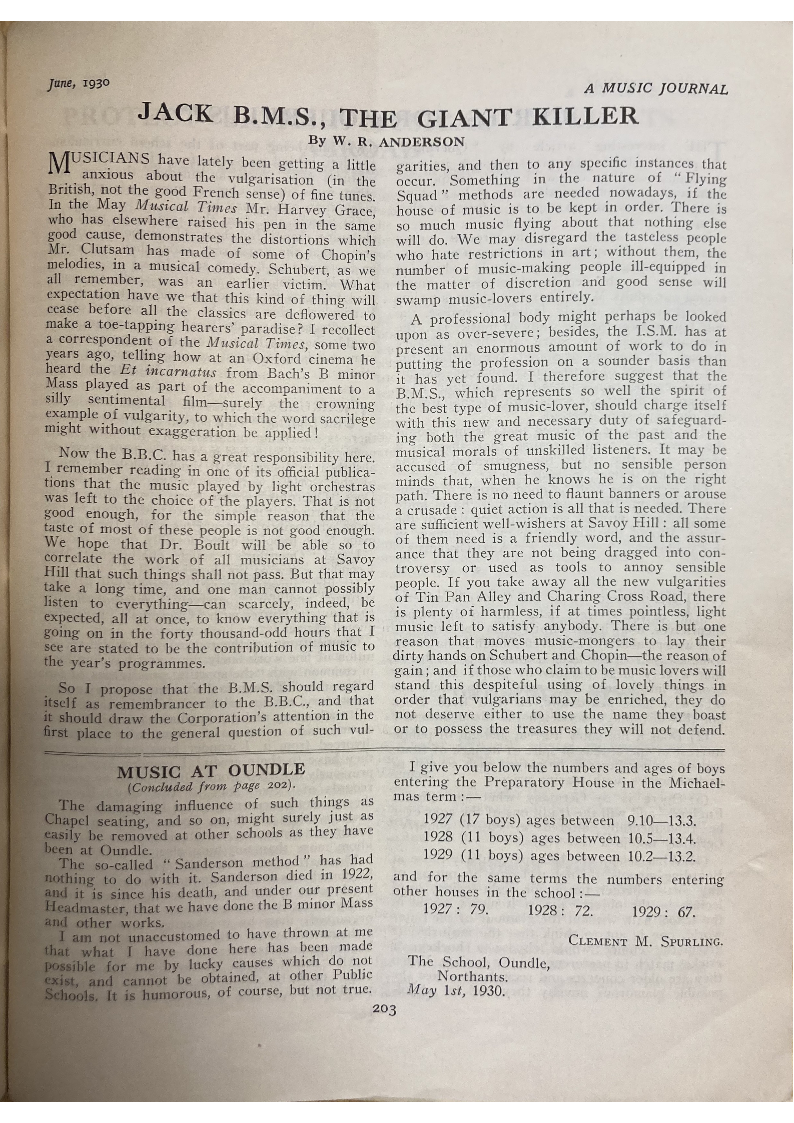 June, 1930
A MUSIC JOURNAL
JACK B.M.S., THE GIANT KILLER
By W. R. ANDERSON
MUSICIANS have lately been getting a little
anxious about the vulgarisation (in the
British, not the good French sense) of fine tunes.
In the May Musical Times Mr. Harvey Grace,
who has elsewhere raised his pen in the same
good cause, demonstrates the distortions which
Mr. Clutsam has made of some of Chopin's
melodies, in a musical comedy. Schubert, as we
all remember, was an earlier victim. What
expectation have we that this kind of thing will
cease before all the classics are deflowered to
make a toe-tapping hearers' paradise? I recollect
a correspondent of the Musical Times, some two
years ago, telling how at an Oxford cinema he
heard the Et incarnatus from Bach's B minor
Mass played as part of the accompaniment to a
silly sentimental film—surely the crowning
example of vulgarity, to which the word sacrilege
might without exaggeration be applied!
Now the B.B.C. has a great responsibility here.
I remember reading in one of its official publica-
tions that the music played by light orchestras
was left to the choice of the players. That is not
good enough, for the simple reason that the
taste of most of these people is not good enough.
We hope that Dr. Boult will be able so to
correlate the work of all musicians at Savoy
Hill that such things shall not pass. But that may
take a long time, and one man cannot possibly
listen to everything—can scarcely, indeed, be
expected, all at once, to know everything that is
going on in the forty thousand-odd hours that I
see are stated to be the contribution of music to
the year's programmes.
So I propose that the B.M.S. should regard
itself as remembrancer to the B.B.C., and that
it should draw the Corporation's attention in the
first place to the general question of such vul-
garities, and then to any specific instances that
occur. Something in the nature of "Flying
Squad" methods are needed nowadays, if the
house of music is to be kept in order. There is
so much music flying about that nothing else
will do. We may disregard the tasteless people
who hate restrictions in art; without them, the
number of music-making people ill-equipped in
the matter of discretion and good sense will
swamp music-lovers entirely.
A professional body might perhaps be looked
upon as over-severe; besides, the I.S.M. has at
present an enormous amount of work to do in
putting the profession on a sounder basis than
it has yet found. I therefore suggest that the
B.M.S., which represents so well the spirit of
the best type of music-lover, should charge itself
with this new and necessary duty of safeguard-
ing both the great music of the past and the
musical morals of unskilled listeners. It may be
accused of smugness, but no sensible person
minds that, when he knows he is on the right
path. There is no need to flaunt banners or arouse
a crusade: quiet action is all that is needed. There
are sufficient well-wishers at Savoy Hill: all some
of them need is a friendly word, and the assur-
ance that they are not being dragged into con-
troversy or used as tools to annoy sensible
people. If you take away all the new vulgarities
of Tin Pan Alley and Charing Cross Road, there
is plenty of harmless, if at times pointless, light
music left to satisfy anybody. There is but one
reason that moves music-mongers to lay their
dirty hands on Schubert and Chopin—the reason of
gain; and if those who claim to be music lovers will
stand this despiteful using of lovely things in
order that vulgarians may be enriched, they do
not deserve either to use the name they boast
or to possess the treasures they will not defend.
MUSIC AT OUNDLE
(Concluded from page 202).
The damaging influence of such things as
Chapel seating, and so on, might surely just as
easily be removed at other schools as they have
been at Oundle.
The so-called "Sanderson method" has had
nothing to do with it. Sanderson died in 1922,
and it is since his death, and under our present
Headmaster, that we have done the B minor Mass
and other works.
I am not unaccustomed to have thrown at me
that what I have done here has been made
possible for me by lucky causes which do not
exist, and cannot be obtained, at other Public
Schools. It is humorous, of course, but not true.
I give you below the numbers and ages of boys
entering the Preparatory House in the Michael-
mas term:—
1927 (17 boys) ages between 9.10—13.3.
1928 (11 boys) ages between 10.5—13.4.
1929 (11 boys) ages between 10.2—13.2.
and for the same terms the numbers entering
other houses in the school:—
1927: 79. 1928: 72. 1929: 67.
CLEMENT M. SPURLING.
The School, Oundle,
Northants.
May 1st, 1930.
203